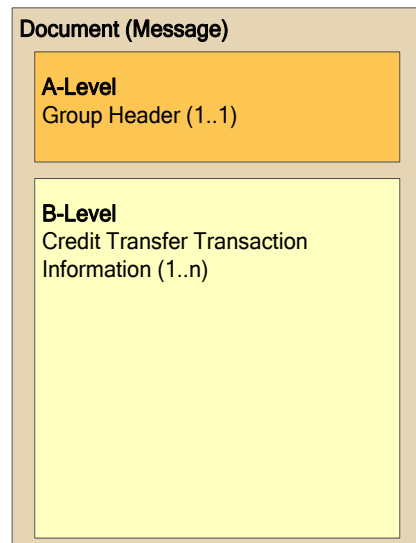 Document (Message)
A-Level
Group Header (1..1)
B-Level
Credit Transfer Transaction
Information (1..n)